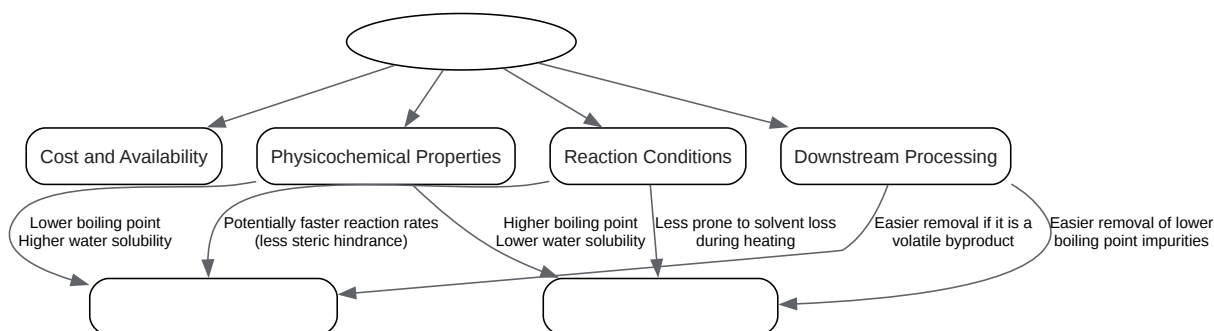 Cost and Availability
Physicochemical Properties
Reaction Conditions
Downstream Processing
Lower boiling point
Higher water solubility
Potentially faster reaction rates
(less steric hindrance)
Higher boiling point
Lower water solubility
Less prone to solvent loss
during heating
Easier removal if it is a
volatile byproduct
Easier removal of lower
boiling point impurities